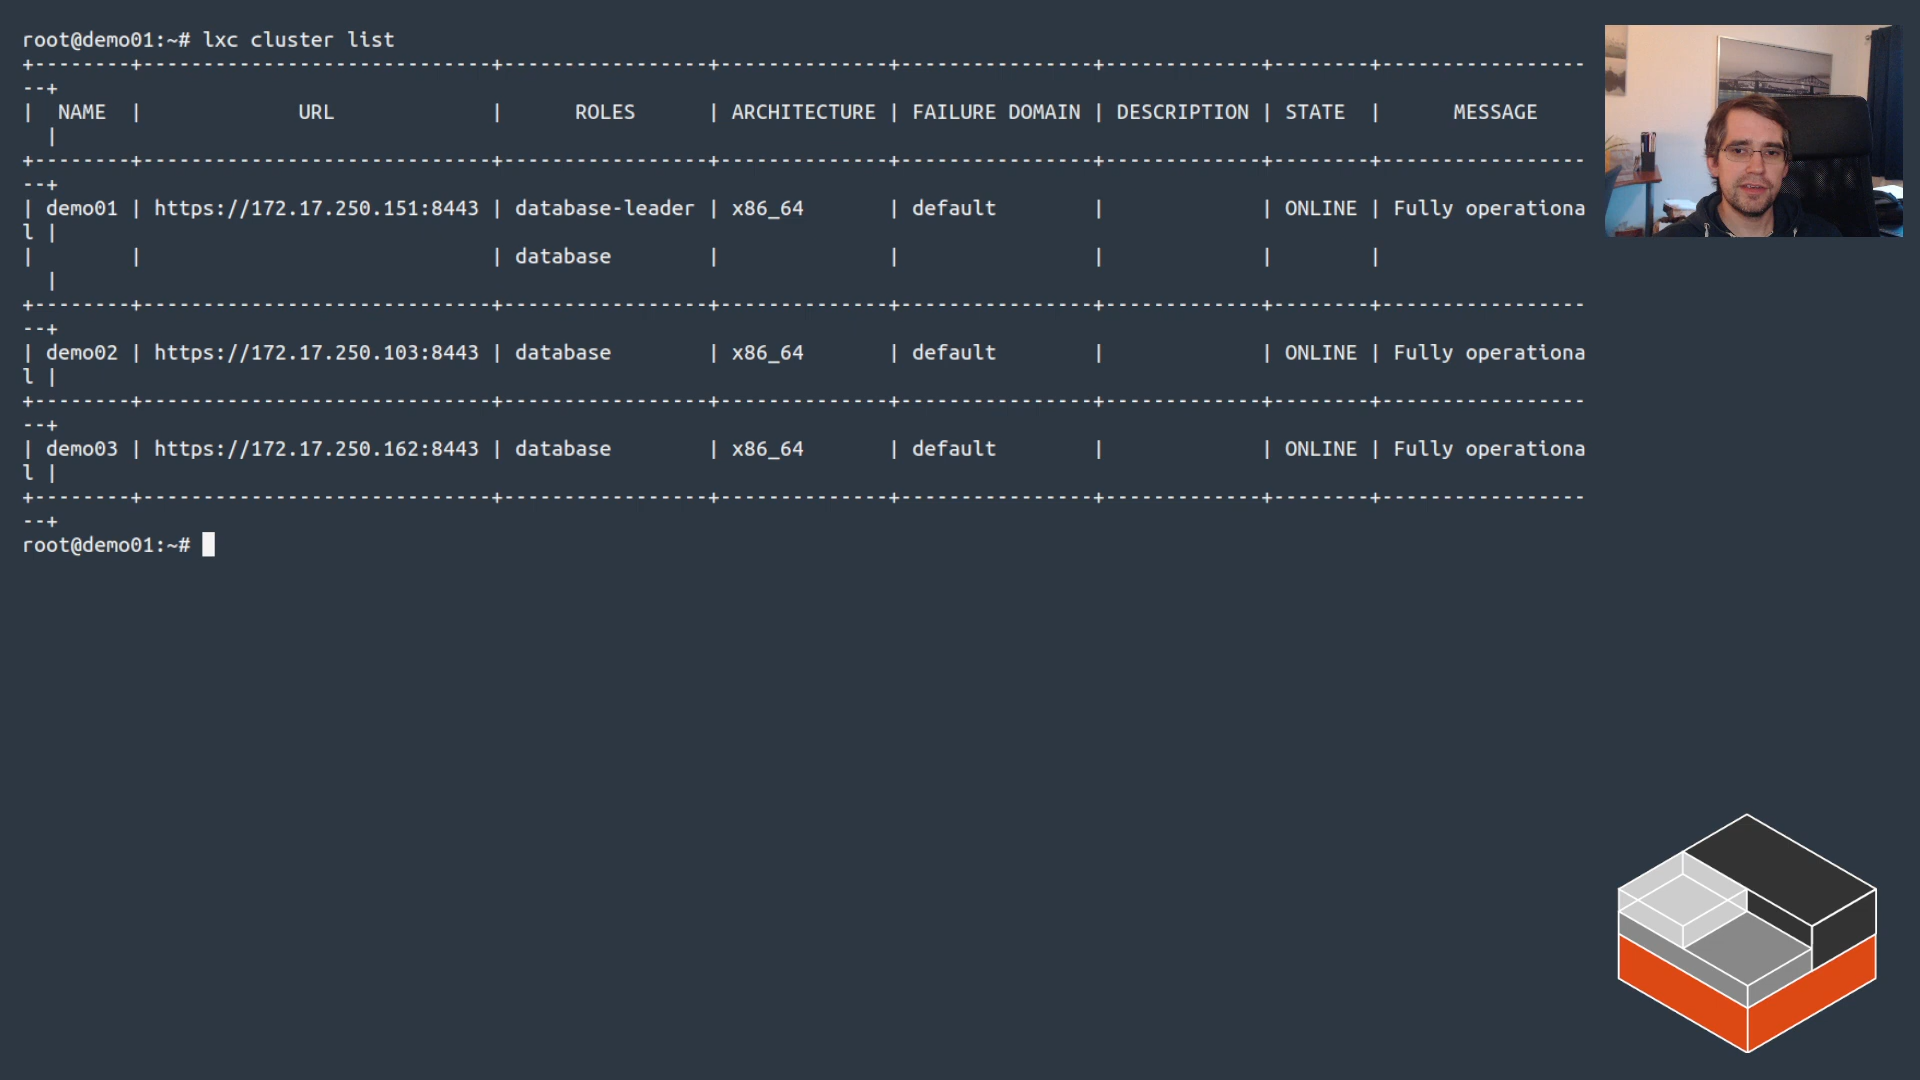 root@demo01:~# lxc cluster list
+--------+-----------------------------+-----------------+--------------+----------------+-------------+--------+-----------------
--+
|  NAME  |             URL             |      ROLES      | ARCHITECTURE | FAILURE DOMAIN | DESCRIPTION | STATE  |      MESSAGE
  |
+--------+-----------------------------+-----------------+--------------+----------------+-------------+--------+-----------------
--+
| demo01 | https://172.17.250.151:8443 | database-leader | x86_64       | default        |             | ONLINE | Fully operationa
l |
|        |                             | database        |              |                |             |        |
  |
+--------+-----------------------------+-----------------+--------------+----------------+-------------+--------+-----------------
--+
| demo02 | https://172.17.250.103:8443 | database        | x86_64       | default        |             | ONLINE | Fully operationa
l |
+--------+-----------------------------+-----------------+--------------+----------------+-------------+--------+-----------------
--+
| demo03 | https://172.17.250.162:8443 | database        | x86_64       | default        |             | ONLINE | Fully operationa
l |
+--------+-----------------------------+-----------------+--------------+----------------+-------------+--------+-----------------
--+
root@demo01:~#